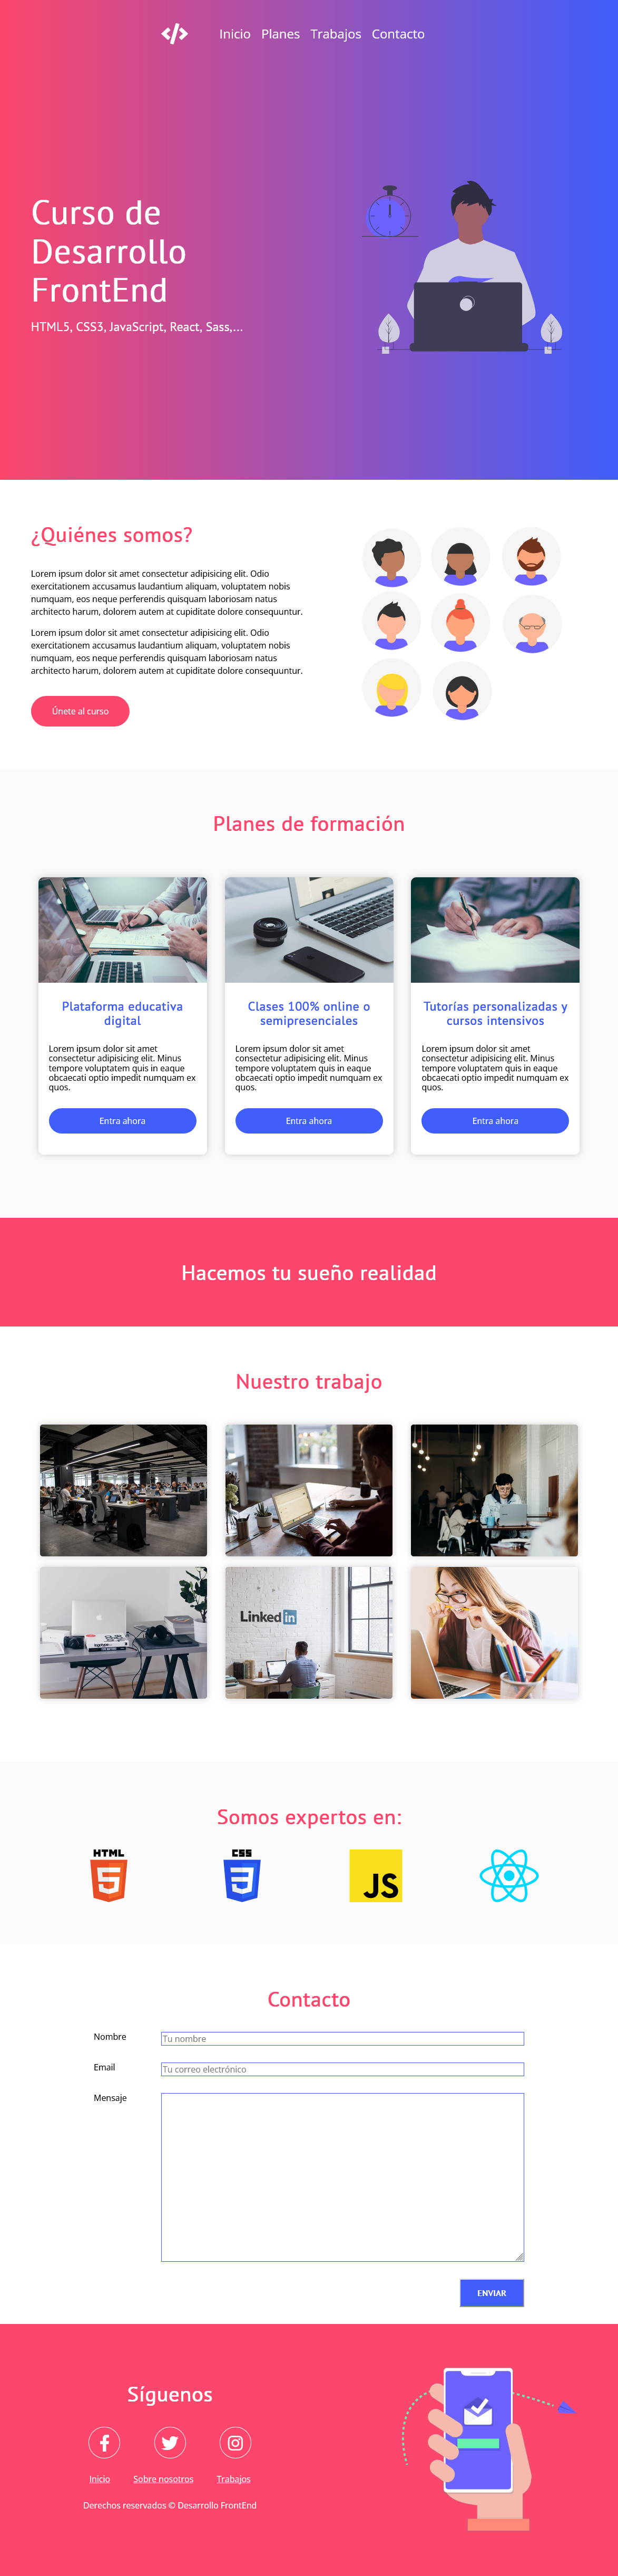 Inicio Planes Trabajos Contacto
Curso de
Desarrollo
FrontEnd
HTML5, CSS3, JavaScript, React, Sass,...
¿Quiénes somos?
Lorem ipsum dolor sit amet consectetur adipisicing elit. Odio
exercitationem accusamus laudantium aliquam, voluptatem nobis
numquam, eos neque perferendis quisquam laboriosam natus
architecto harum, dolorem autem at cupiditate dolore consequuntur.
Lorem ipsum dolor sit amet consectetur adipisicing elit. Odio
exercitationem accusamus laudantium aliquam, voluptatem nobis
numquam, eos neque perferendis quisquam laboriosam natus
architecto harum, dolorem autem at cupiditate dolore consequuntur.
Únete al curso
Planes de formación
Plataforma educativa
digital
Lorem ipsum dolor sit amet
consectetur adipisicing elit. Minus
tempore voluptatem quis in eaque
obcaecati optio impedit numquam ex
quos.
Entra ahora
Clases 100% online o
semipresenciales
Lorem ipsum dolor sit amet
consectetur adipisicing elit. Minus
tempore voluptatem quis in eaque
obcaecati optio impedit numquam ex
quos.
Entra ahora
Tutorías personalizadas y
cursos intensivos
Lorem ipsum dolor sit amet
consectetur adipisicing elit. Minus
tempore voluptatem quis in eaque
obcaecati optio impedit numquam ex
quos.
Entra ahora
Hacemos tu sueño realidad
Nuestro trabajo
Linked in
Somos expertos en:
HTML
5
CSS
3
JS
Contacto
Nombre
Tu nombre
Email
Tu correo electrónico
Mensaje
ENVIAR
Síguenos
Inicio Sobre nosotros Trabajos
Derechos reservados © Desarrollo FrontEnd